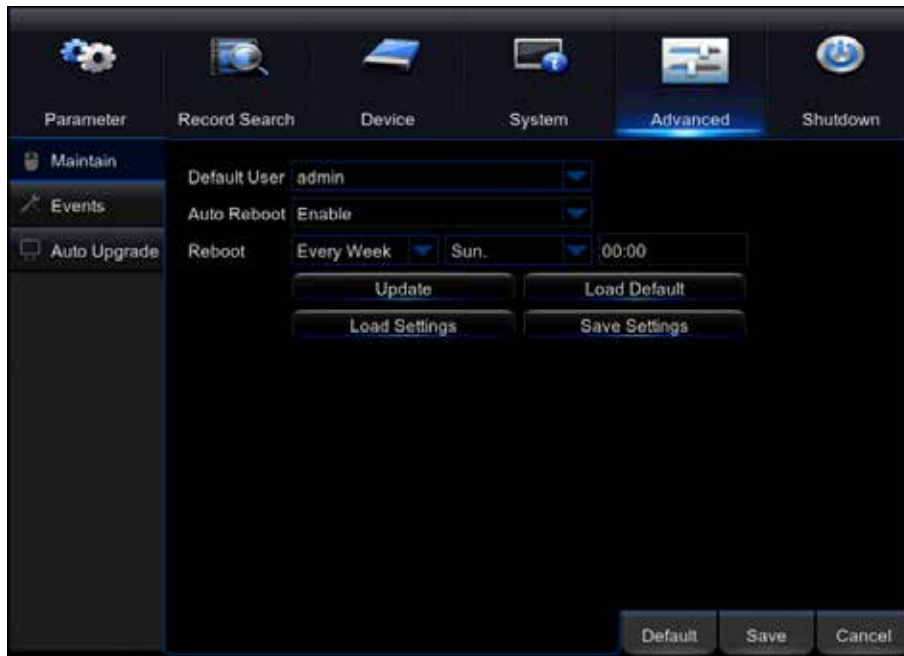 Parameter Record Search Device System Advanced Shutdown
Maintain
Events
Auto Upgrade
Default User admin
Auto Reboot Enable
Reboot Every Week Sun. 00:00
Update Load Default
Load Settings Save Settings
Default Save Cancel